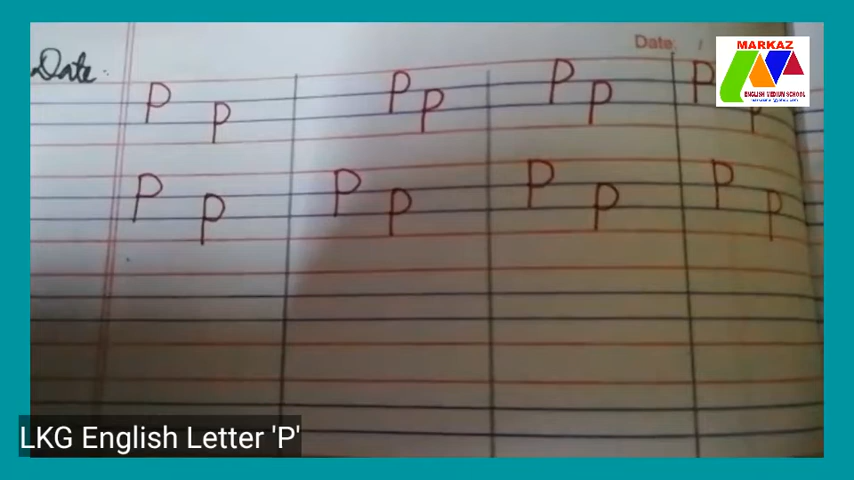 Date / 
Date:
MARKAZ
ENGLISH MEDIUM SCHOOL
P p P p P p P p
P p P p P p P p
LKG English Letter 'P'